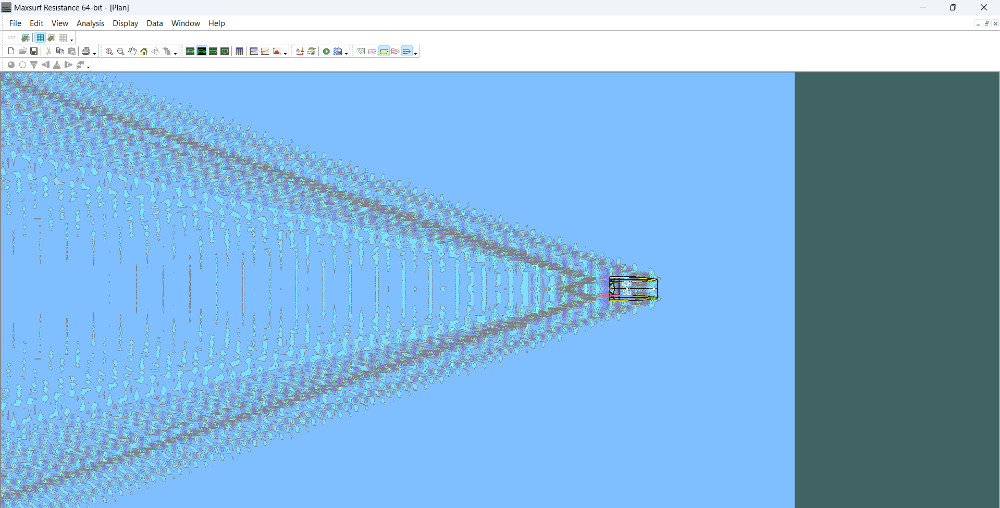 Maxsurf Resistance 64-bit - [Plan]
File Edit View Analysis Display Data Window Help